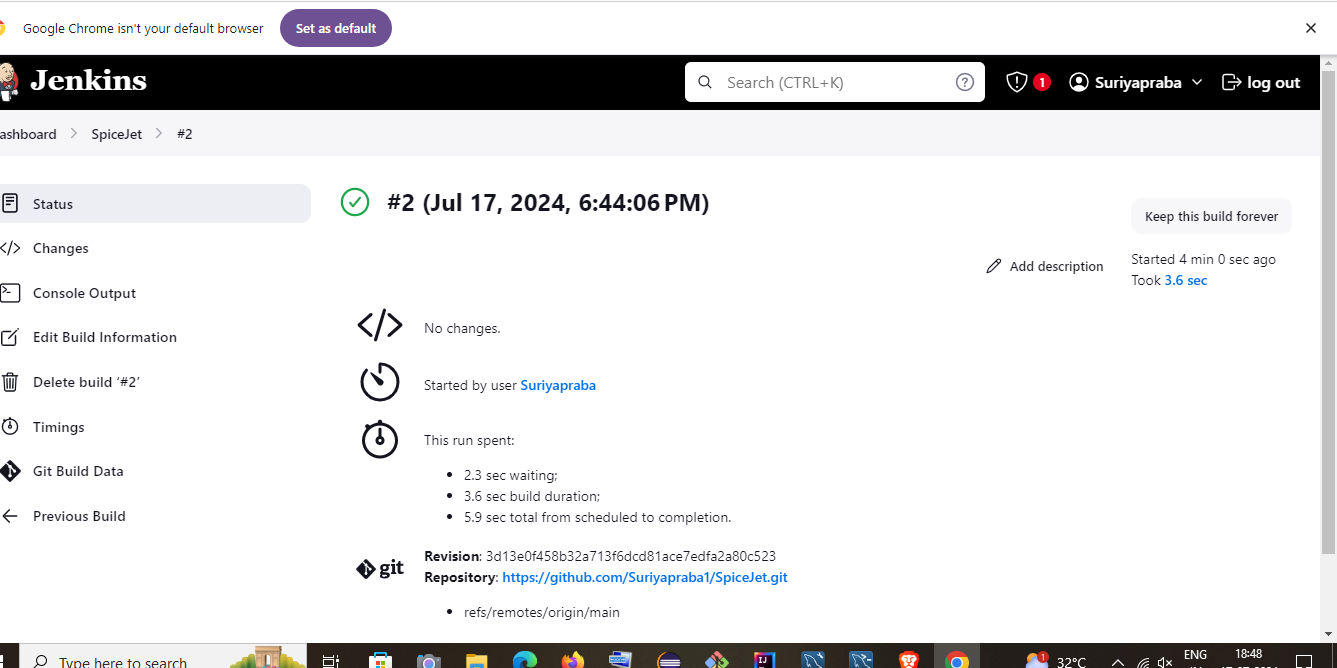 Google Chrome isn't your default browser Set as default
Jenkins Search (CTRL+K) 1 Suriyapraba log out
ashboard SpiceJet #2
Status
Changes
Console Output
Edit Build Information
Delete build ‘#2’
Timings
Git Build Data
Previous Build
#2 (Jul 17, 2024, 6:44:06 PM)
Keep this build forever
Add description
Started 4 min 0 sec ago
Took 3.6 sec
No changes.
Started by user Suriyapraba
This run spent:
2.3 sec waiting;
3.6 sec build duration;
5.9 sec total from scheduled to completion.
git
Revision: 3d13e0f458b32a713f6dcd81ace7edfa2a80c523
Repository: https://github.com/Suriyapraba1/SpiceJet.git
refs/remotes/origin/main
Type here to search
1 32°C ENG 18:48